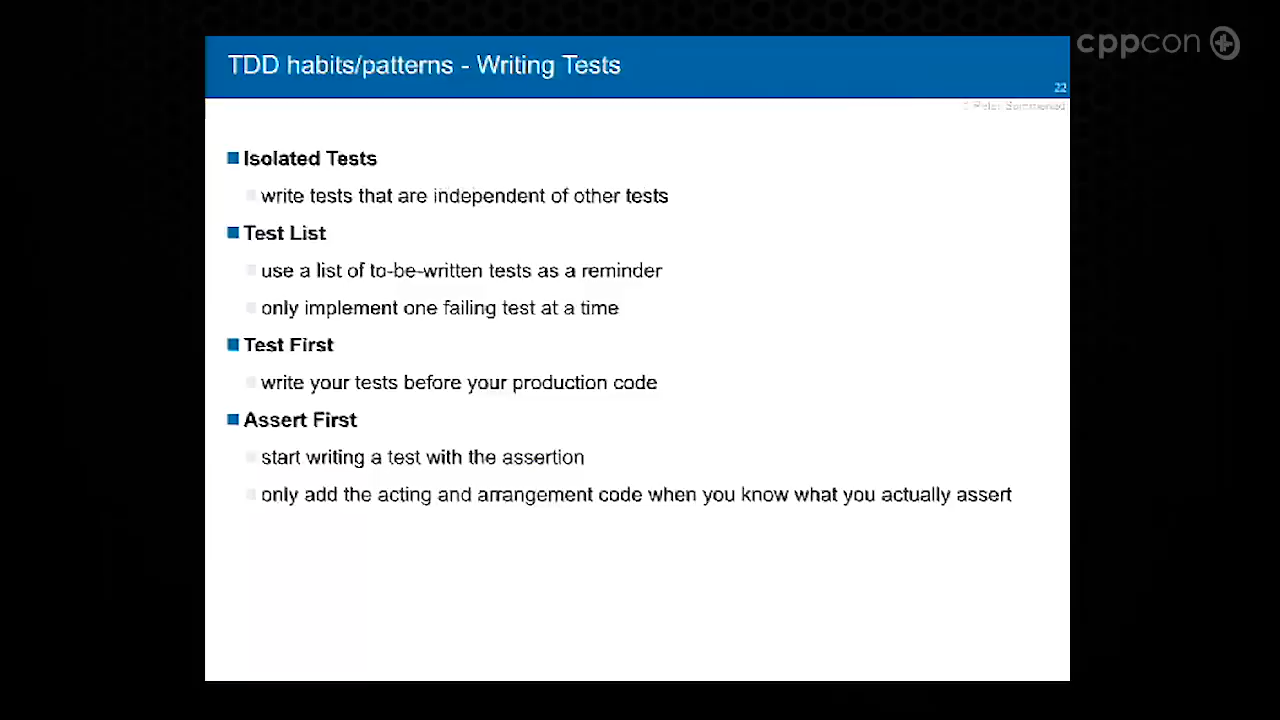 cppcon
TDD habits/patterns - Writing Tests
22
© Peter Sommerlad
Isolated Tests
write tests that are independent of other tests
Test List
use a list of to-be-written tests as a reminder
only implement one failing test at a time
Test First
write your tests before your production code
Assert First
start writing a test with the assertion
only add the acting and arrangement code when you know what you actually assert